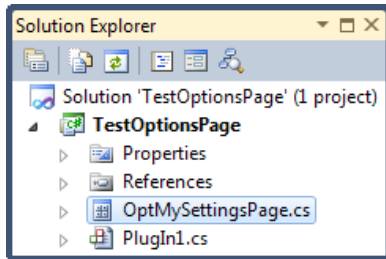 Solution Explorer
Solution 'TestOptionsPage' (1 project)
TestOptionsPage
Properties
References
OptMySettingsPage.cs
PlugIn1.cs